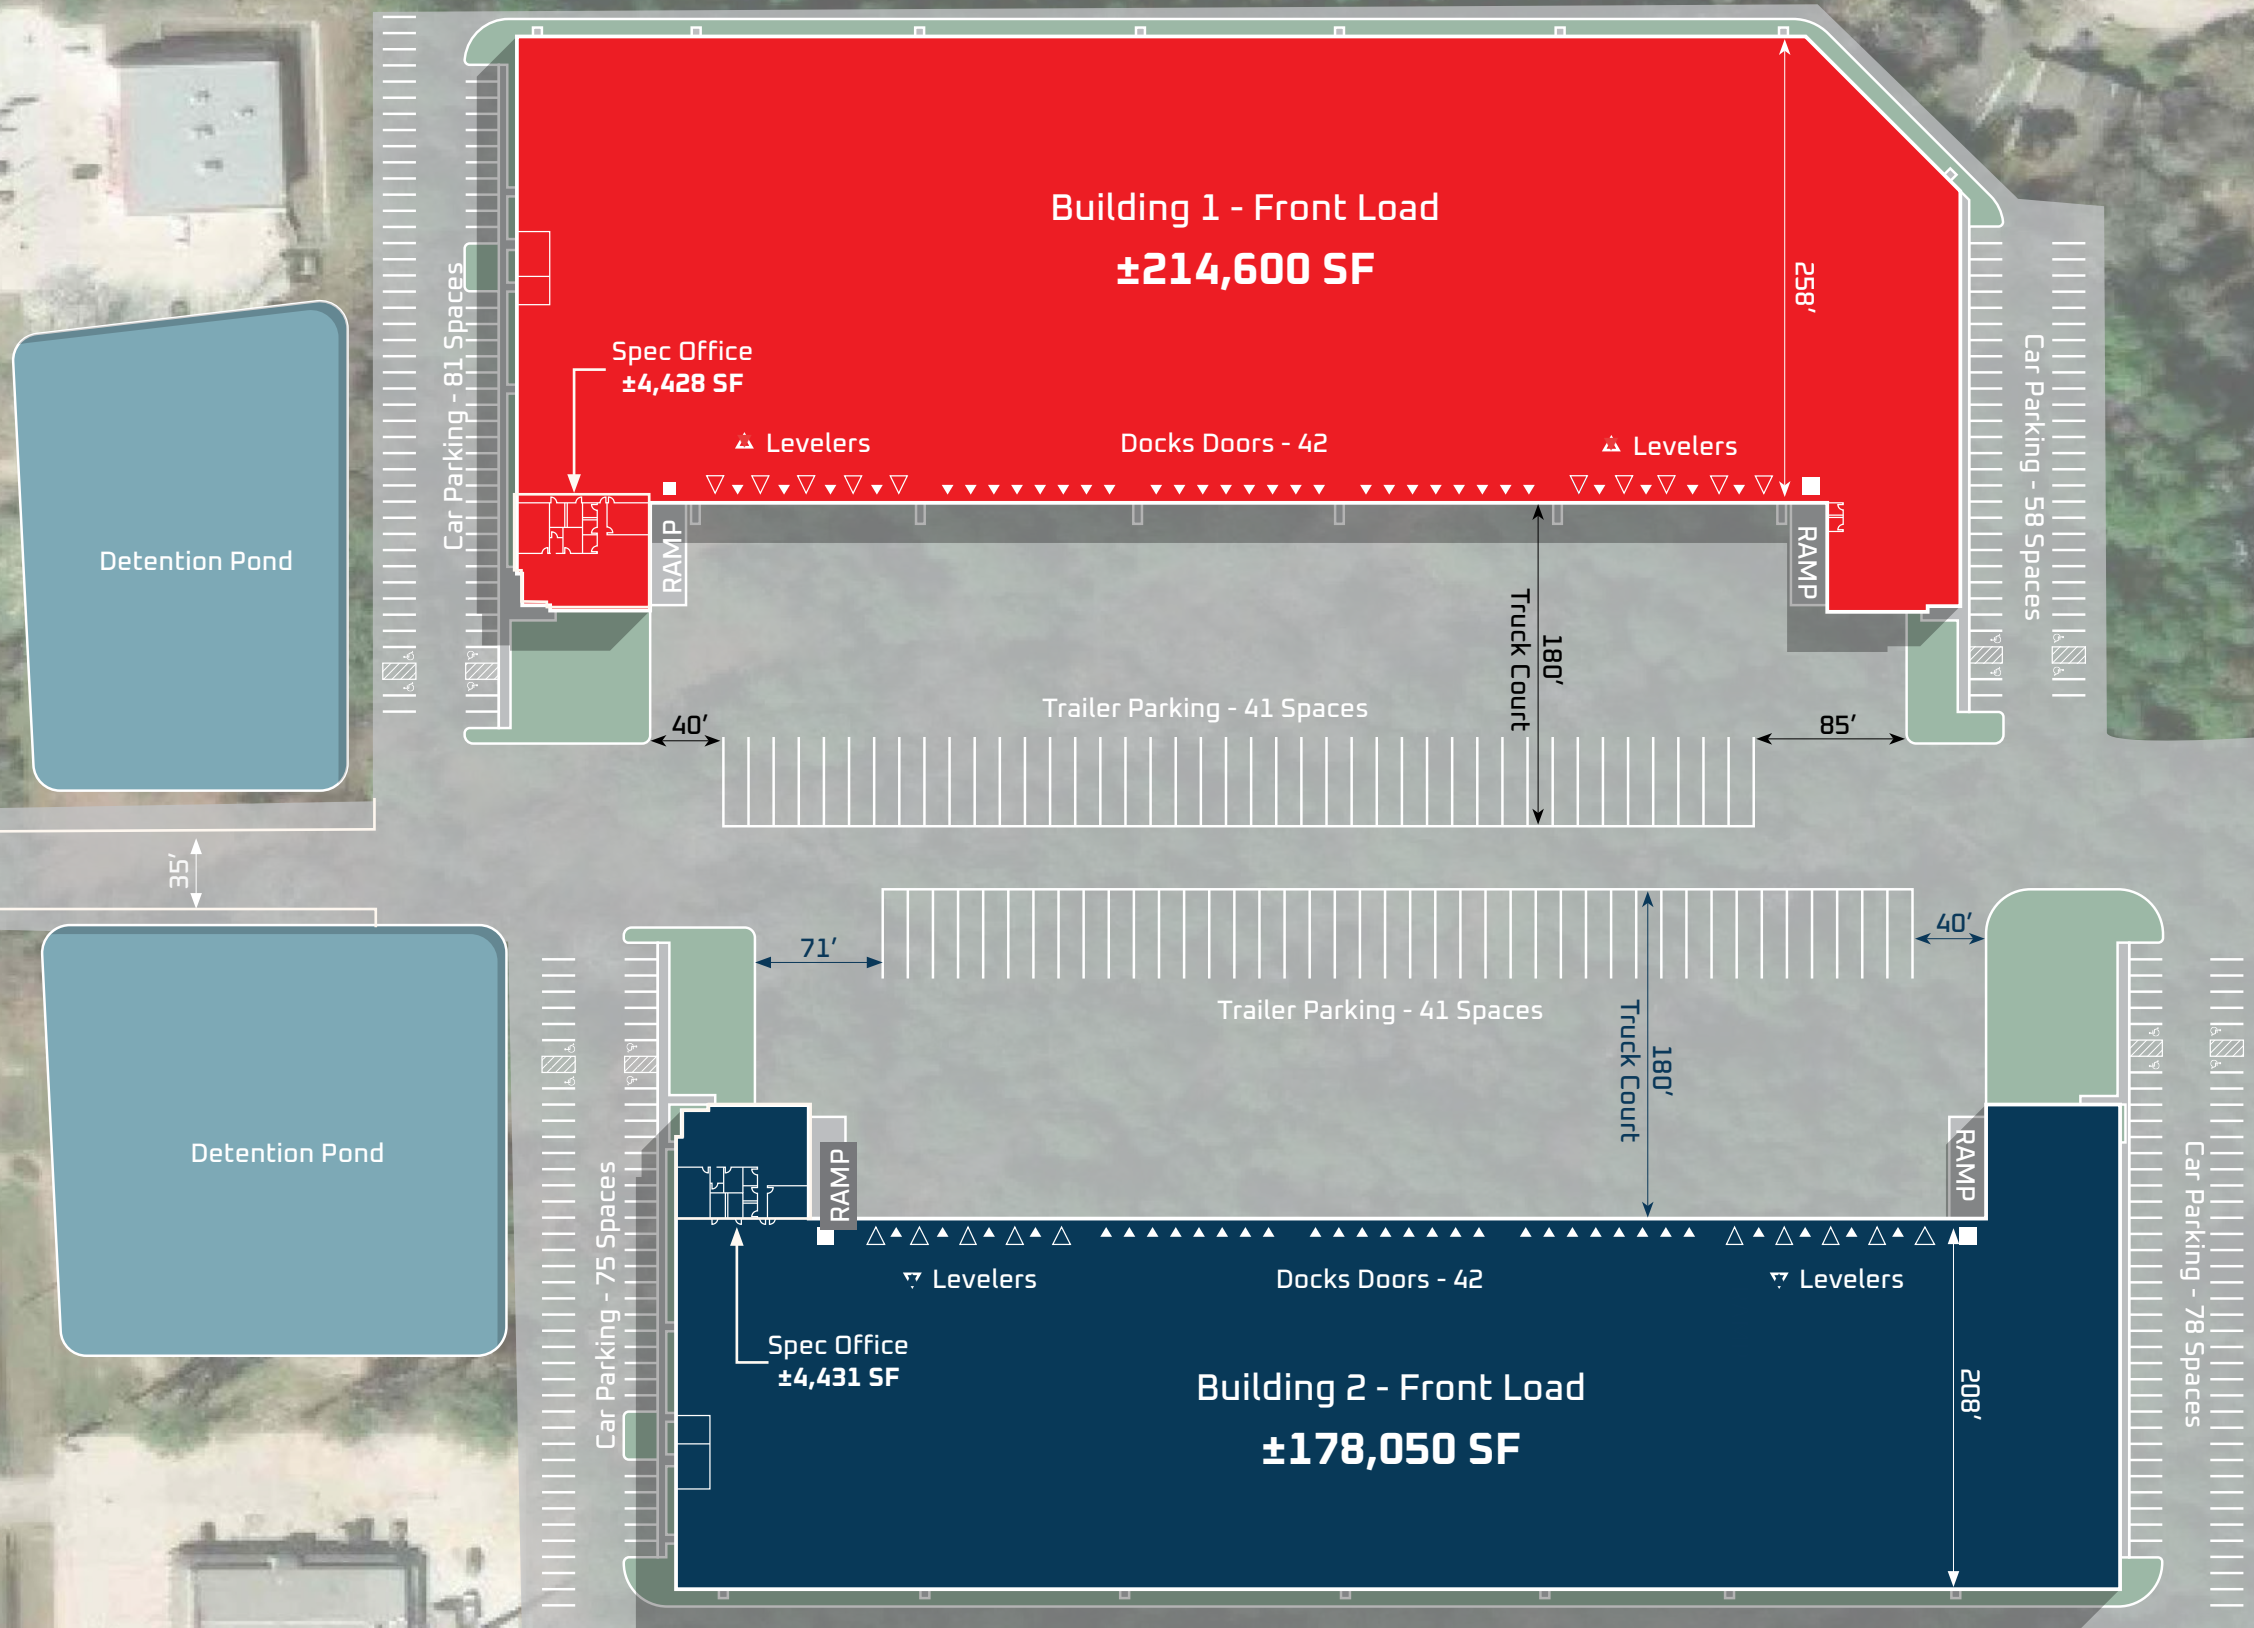 Building 1 - Front Load
±214,600 SF
258’
Spec Office
±4,428 SF
Car Parking - 81 Spaces
Levelers
Docks Doors - 42
Levelers
Car Parking - 58 Spaces
Detention Pond
RAMP
RAMP
180’
Truck Court
Trailer Parking - 41 Spaces
40’
85’
35’
71’
40’
Trailer Parking - 41 Spaces
180’
Truck Court
Detention Pond
RAMP
RAMP
Car Parking - 75 Spaces
Levelers
Docks Doors - 42
Levelers
Car Parking - 78 Spaces
Spec Office
±4,431 SF
Building 2 - Front Load
±178,050 SF
208’